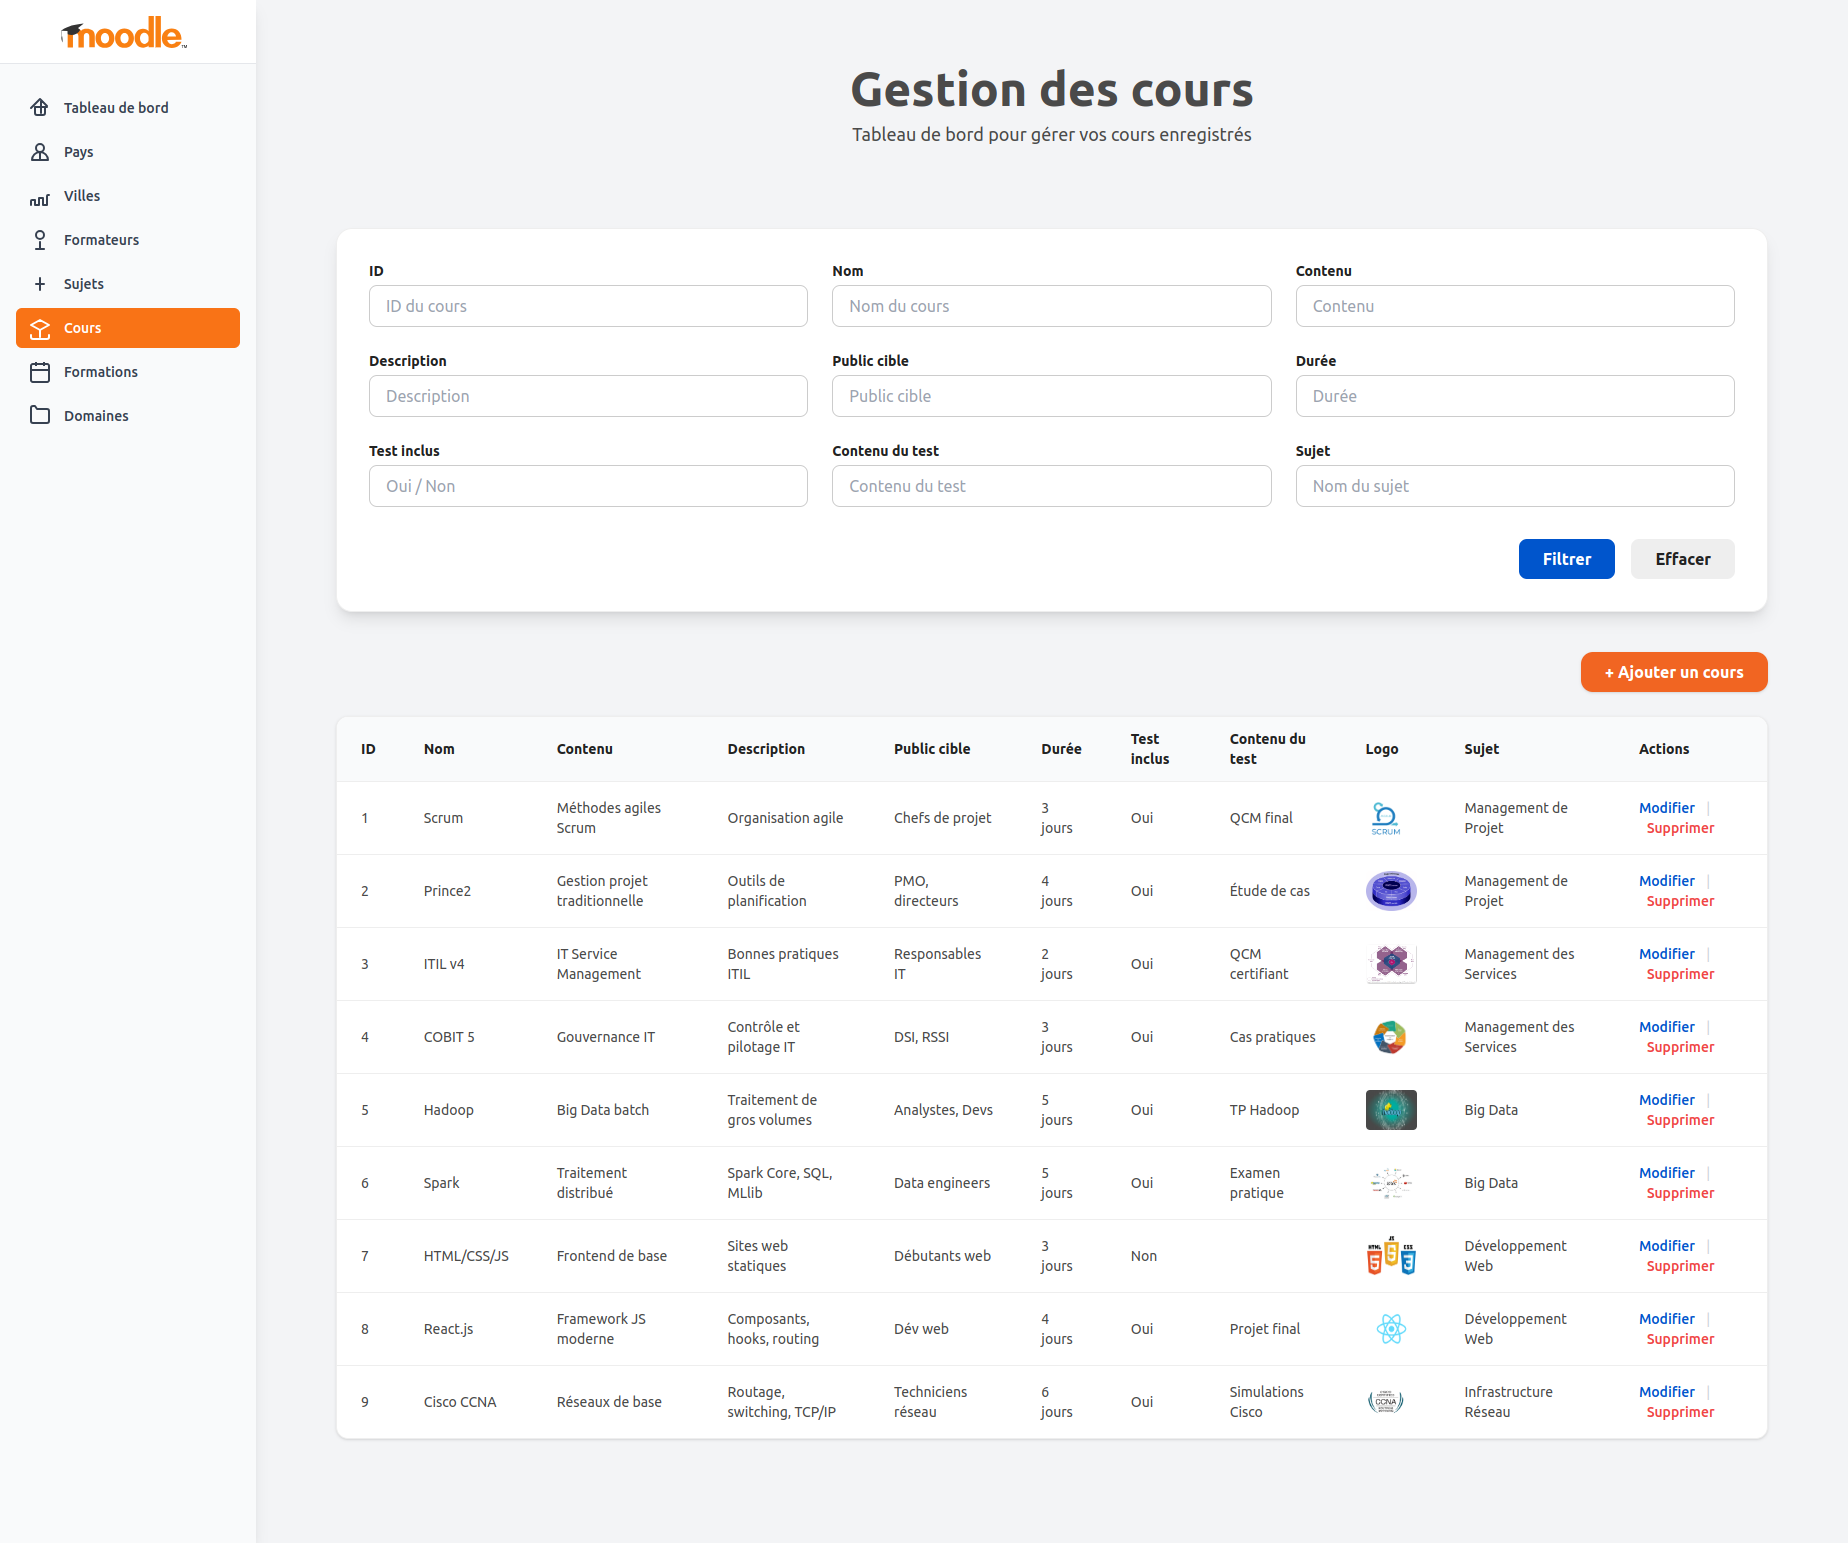 moodle
Tableau de bord
Pays
Villes
Formateurs
Sujets
Cours
Formations
Domaines
Gestion des cours
Tableau de bord pour gérer vos cours enregistrés
ID Nom Contenu
ID du cours Nom du cours Contenu
Description Public cible Durée
Description Public cible Durée
Test inclus Contenu du test Sujet
Oui / Non Contenu du test Nom du sujet
Filtrer Effacer
+ Ajouter un cours
ID Nom Contenu Description Public cible Durée Test inclus Contenu du test Logo Sujet Actions
1 Scrum Méthodes agiles Scrum Organisation agile Chefs de projet 3 jours Oui QCM final SCRUM Management de Projet Modifier | Supprimer
2 Prince2 Gestion projet traditionnelle Outils de planification PMO, directeurs 4 jours Oui Étude de cas Management de Projet Modifier | Supprimer
3 ITIL v4 IT Service Management Bonnes pratiques ITIL Responsables IT 2 jours Oui QCM certifiant Management des Services Modifier | Supprimer
4 COBIT 5 Gouvernance IT Contrôle et pilotage IT DSI, RSSI 3 jours Oui Cas pratiques Management des Services Modifier | Supprimer
5 Hadoop Big Data batch Traitement de gros volumes Analystes, Devs 5 jours Oui TP Hadoop Big Data Modifier | Supprimer
6 Spark Traitement distribué Spark Core, SQL, MLlib Data engineers 5 jours Oui Examen pratique Big Data Modifier | Supprimer
7 HTML/CSS/JS Frontend de base Sites web statiques Débutants web 3 jours Non HTML JS CSS Développement Web Modifier | Supprimer
8 React.js Framework JS moderne Composants, hooks, routing Dév web 4 jours Oui Projet final Développement Web Modifier | Supprimer
9 Cisco CCNA Réseaux de base Routage, switching, TCP/IP Techniciens réseau 6 jours Oui Simulations Cisco CCNA Infrastructure Réseau Modifier | Supprimer